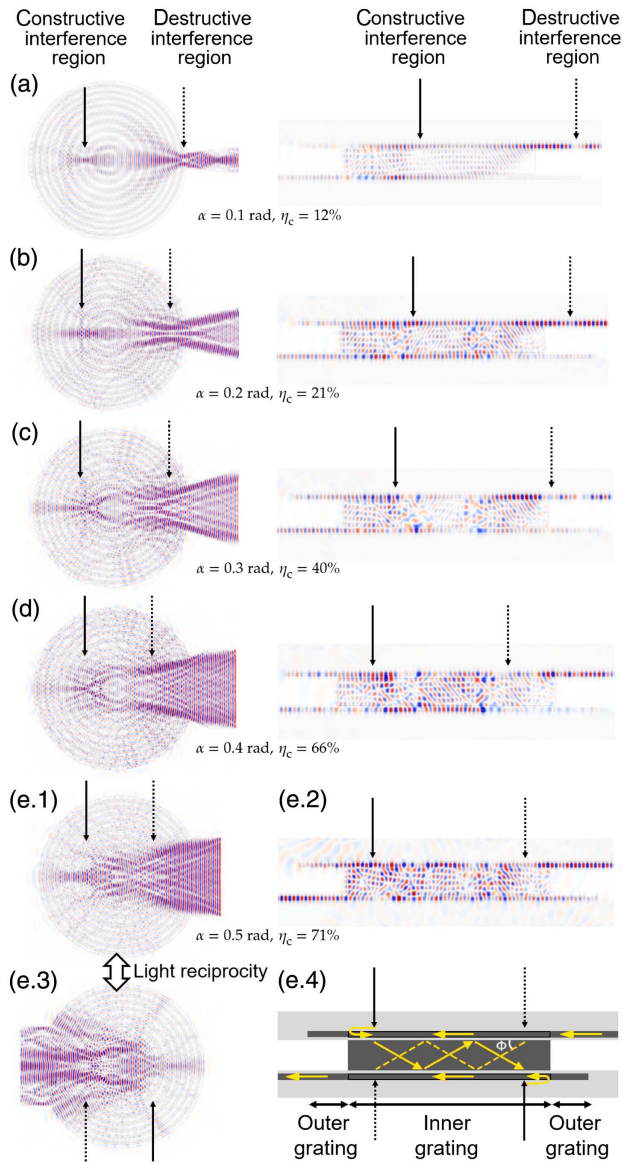 Constructive
interference
region
Destructive
interference
region
Constructive
interference
region
Destructive
interference
region
(a)
α = 0.1 rad, ηc = 12%
(b)
α = 0.2 rad, ηc = 21%
(c)
α = 0.3 rad, ηc = 40%
(d)
α = 0.4 rad, ηc = 66%
(e.1)
(e.2)
α = 0.5 rad, ηc = 71%
Light reciprocity
(e.3)
(e.4)
Φ
Outer
grating
Inner
grating
Outer
grating